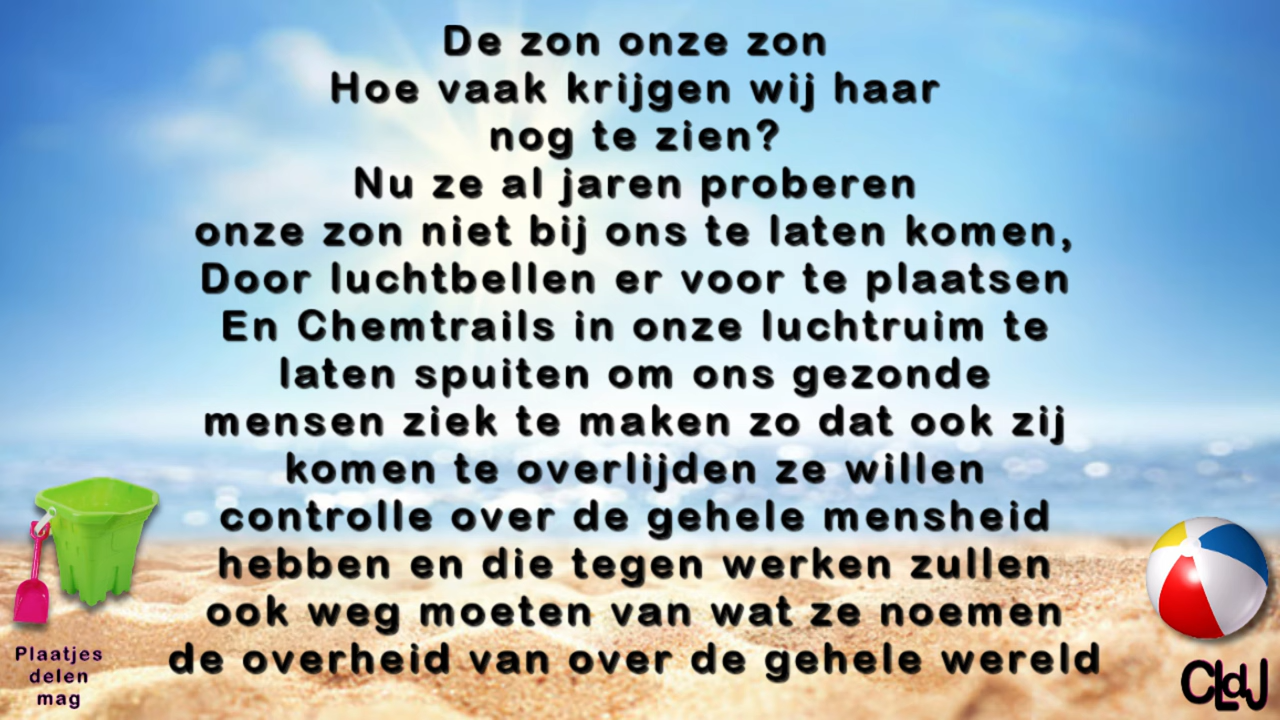 De zon onze zon
Hoe vaak krijgen wij haar
nog te zien?
Nu ze al jaren proberen
onze zon niet bij ons te laten komen,
Door luchtbellen er voor te plaatsen
En Chemtrails in onze luchtruim te
laten spuiten om ons gezonde
mensen ziek te maken zo dat ook zij
komen te overlijden ze willen
controlle over de gehele mensheid
hebben en die tegen werken zullen
ook weg moeten van wat ze noemen
de overheid van over de gehele wereld
Plaatjes
delen
mag
CLdJ